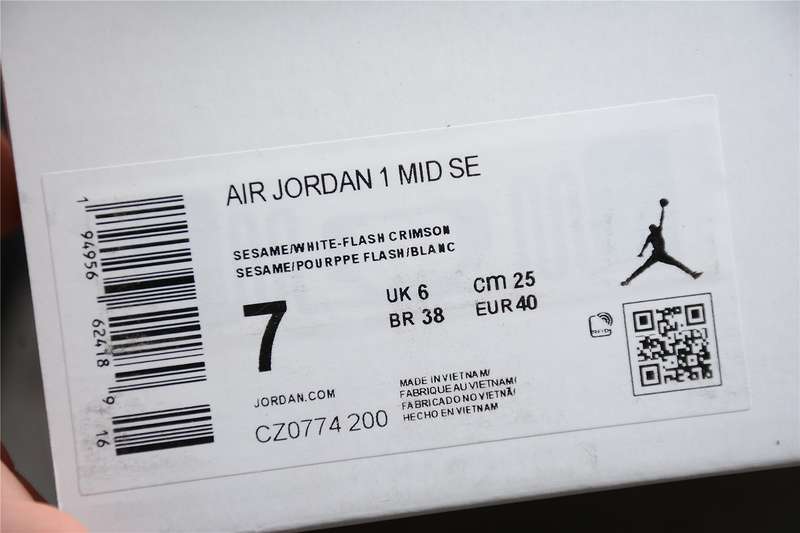 AIR JORDAN 1 MID SE
SESAME/WHITE-FLASH CRIMSON
SESAME/POURPPE FLASH/BLANC
7
UK 6
cm 25
BR 38
EUR 40
JORDAN.COM
CZ0774 200
MADE IN VIETNAM/
FABRIQUE AU VIETNAM/
FABRICADO NO VIETNÃ/
HECHO EN VIETNAM
1 94956 62418 9
16
RFID